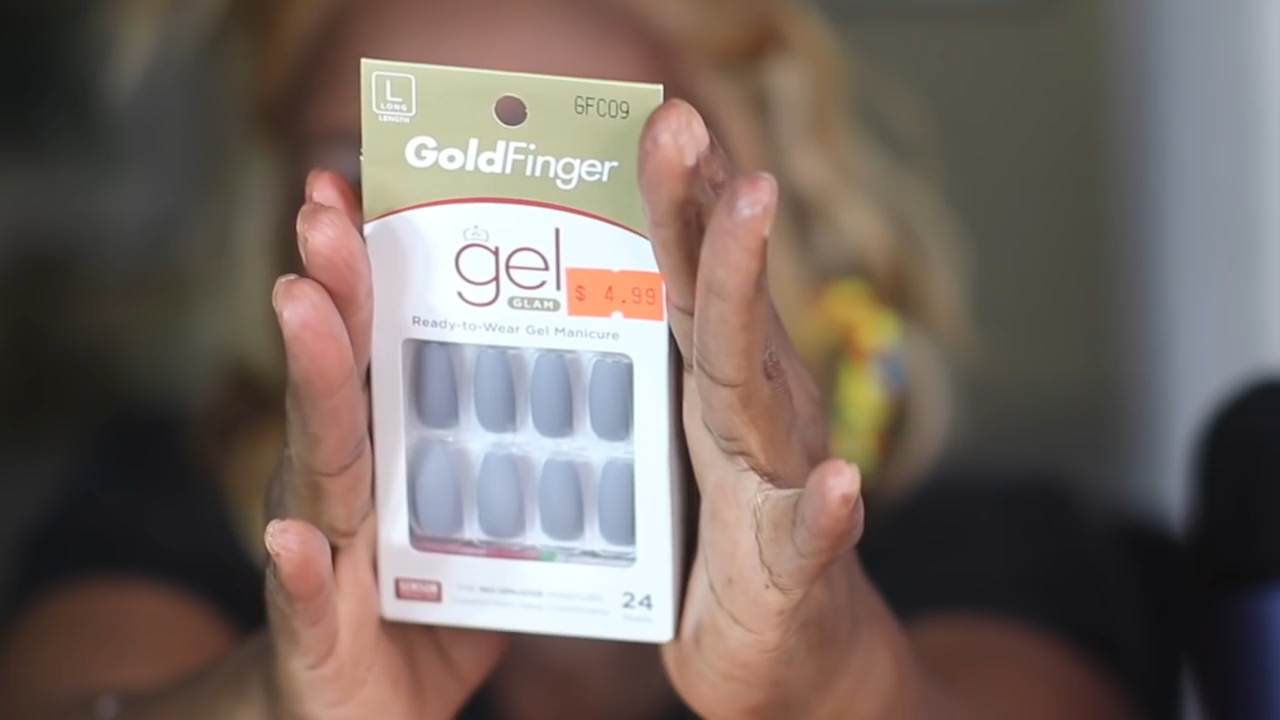 L
LONG
LENGTH
GFC09
GoldFinger
gel
GLAM
$ 4.99
Ready-to-Wear Gel Manicure
24